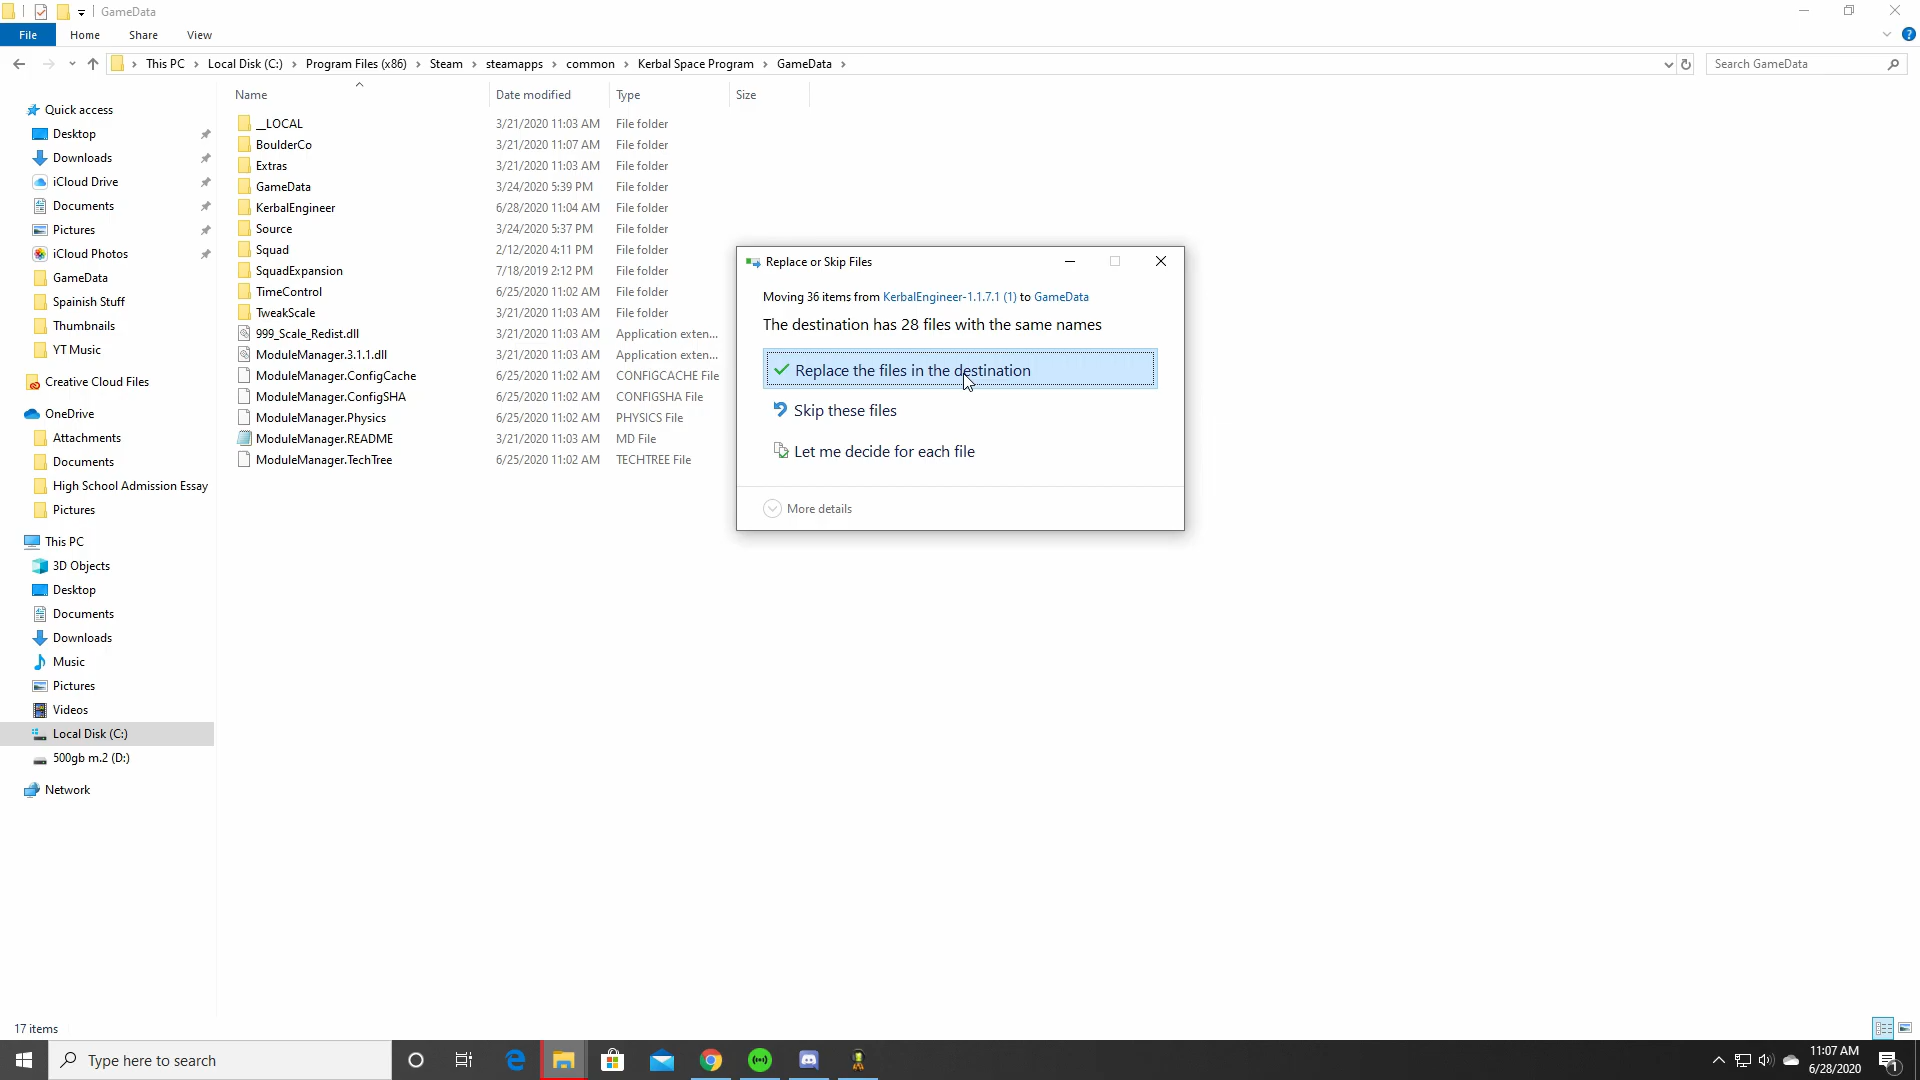 GameData
File Home Share View
This PC Local Disk (C:) Program Files (x86) Steam steamapps common Kerbal Space Program GameData
Search GameData
Name Date modified Type Size
Quick access
Desktop
Downloads
iCloud Drive
Documents
Pictures
iCloud Photos
GameData
Spainish Stuff
Thumbnails
YT Music
Creative Cloud Files
OneDrive
Attachments
Documents
High School Admission Essay
Pictures
This PC
3D Objects
Desktop
Documents
Downloads
Music
Pictures
Videos
Local Disk (C:)
500gb m.2 (D:)
Network
__LOCAL 3/21/2020 11:03 AM File folder
BoulderCo 3/21/2020 11:07 AM File folder
Extras 3/21/2020 11:03 AM File folder
GameData 3/24/2020 5:39 PM File folder
KerbalEngineer 6/28/2020 11:04 AM File folder
Source 3/24/2020 5:37 PM File folder
Squad 2/12/2020 4:11 PM File folder
SquadExpansion 7/18/2019 2:12 PM File folder
TimeControl 6/25/2020 11:02 AM File folder
TweakScale 3/21/2020 11:03 AM File folder
999_Scale_Redist.dll 3/21/2020 11:03 AM Application exten...
ModuleManager.3.1.1.dll 3/21/2020 11:03 AM Application exten...
ModuleManager.ConfigCache 6/25/2020 11:02 AM CONFIGCACHE File
ModuleManager.ConfigSHA 6/25/2020 11:02 AM CONFIGSHA File
ModuleManager.Physics 6/25/2020 11:02 AM PHYSICS File
ModuleManager.README 3/21/2020 11:03 AM MD File
ModuleManager.TechTree 6/25/2020 11:02 AM TECHTREE File
Replace or Skip Files
Moving 36 items from KerbalEngineer-1.1.7.1 (1) to GameData
The destination has 28 files with the same names
Replace the files in the destination
Skip these files
Let me decide for each file
More details
17 items
Type here to search
11:07 AM
6/28/2020
1